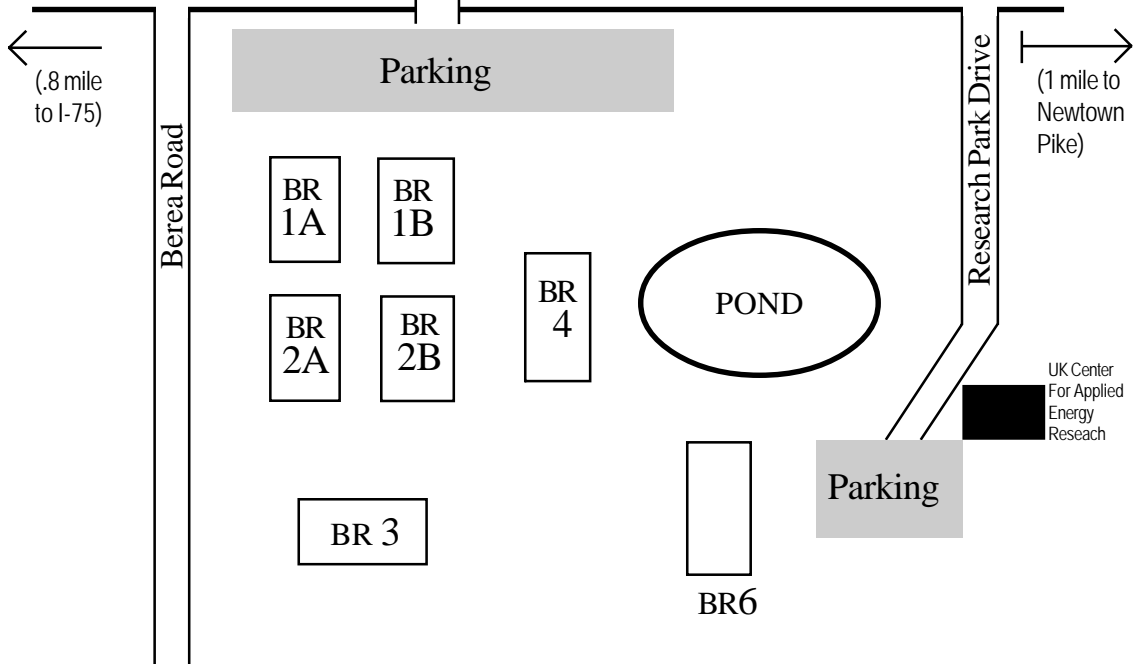 Parking
(.8 mile
to I-75)
Berea Road
Research Park Drive
(1 mile to
Newtown
Pike)
BR
1A
BR
1B
BR
2A
BR
2B
BR
4
POND
UK Center
For Applied
Energy
Reseach
Parking
BR 3
BR6